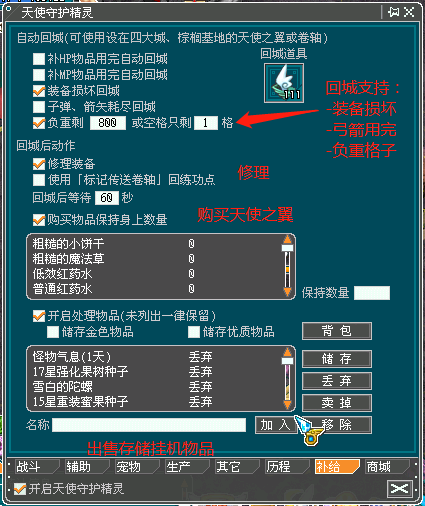 天使守护精灵
自动回城(可使用设在四大城、棕榈基地的天使之翼或卷轴)
补HP物品用完自动回城
回城道具
补MP物品用完自动回城
装备损坏回城
111
子弹、箭矢耗尽回城
负重剩 800 或空格只剩 1 格
回城支持：
-装备损坏
-弓箭用完
-负重格子
回城后动作
修理装备
使用「标记传送卷轴」回练功点
修理
回城后等待 60 秒
购买物品保持身上数量
购买天使之翼
粗糙的小饼干 0
粗糙的魔法草 0
低效红药水 0
普通红药水 0
保持数量
开启处理物品(未列出一律保留)
储存金色物品 储存优质物品
背包
怪物气息(1天) 丢弃
17星强化果树种子 丢弃
雪白的陀螺 丢弃
15星重装蜜果种子 丢弃
储存
丢弃
卖掉
名称 加入 移除
出售存储挂机物品
战斗 辅助 宠物 生产 其它 历程 补给 商城
开启天使守护精灵